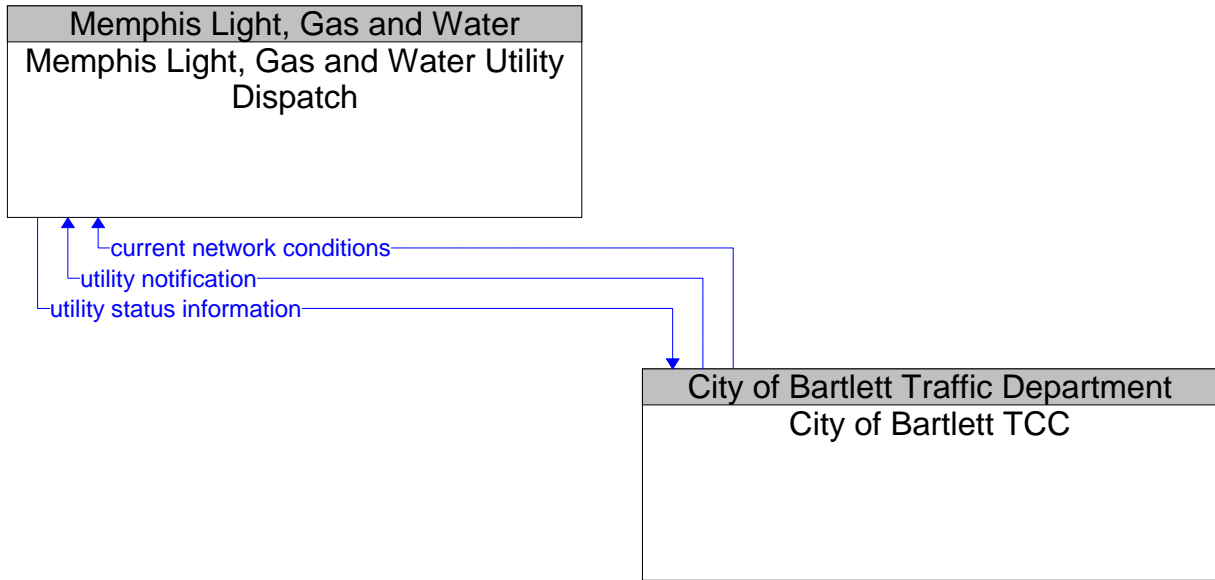 Memphis Light, Gas and Water
Memphis Light, Gas and Water Utility
Dispatch
current network conditions
utility notification
utility status information
City of Bartlett Traffic Department
City of Bartlett TCC